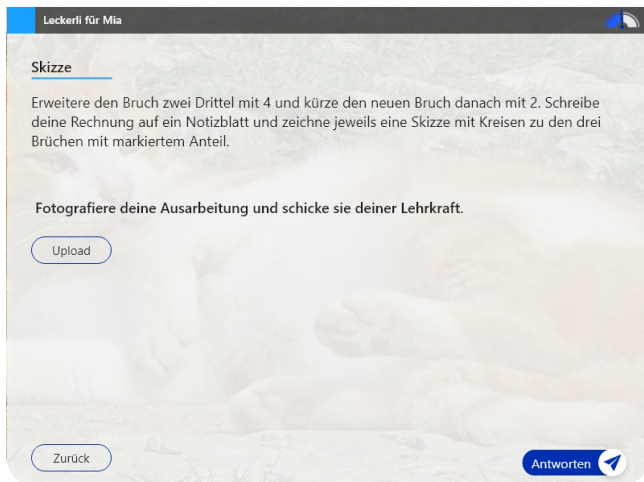 Leckerli für Mia
Skizze
Erweitere den Bruch zwei Drittel mit 4 und kürze den neuen Bruch danach mit 2. Schreibe
deine Rechnung auf ein Notizblatt und zeichne jeweils eine Skizze mit Kreisen zu den drei
Brüchen mit markiertem Anteil.
Fotografiere deine Ausarbeitung und schicke sie deiner Lehrkraft.
Upload
Zurück
Antworten